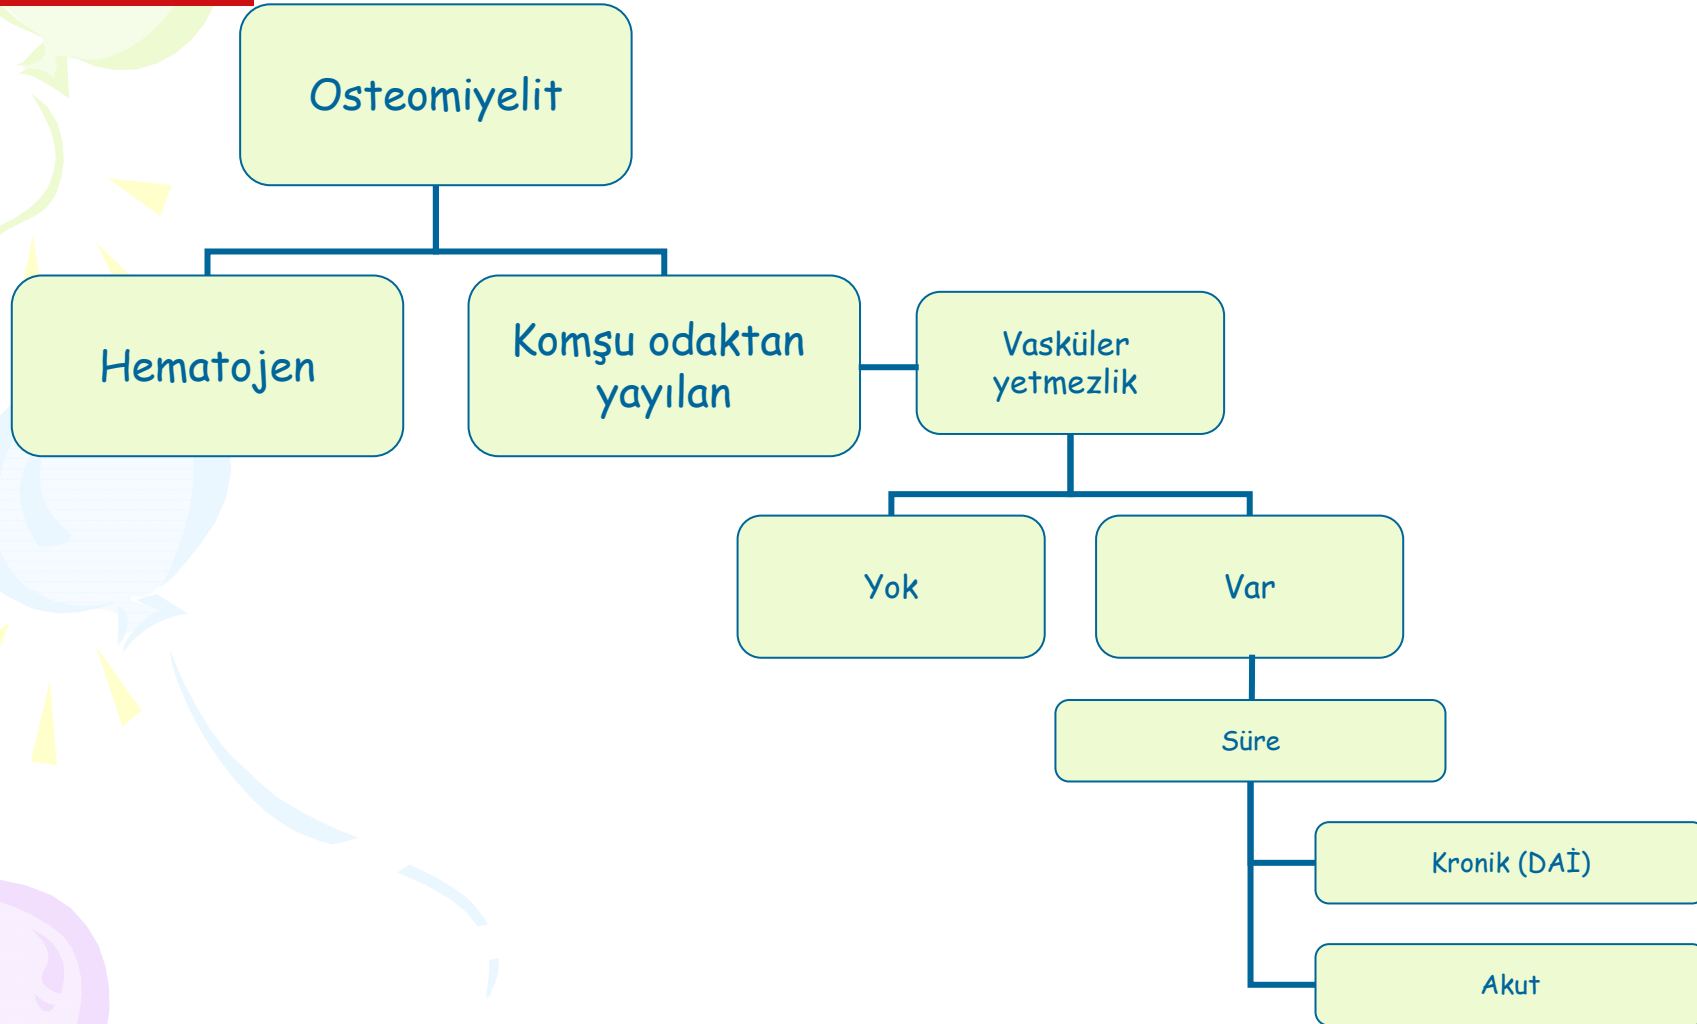 Osteomiyelit
Hematojen
Komşu odaktan
yayılan
Vasküler
yetmezlik
Yok
Var
Süre
Kronik (DAİ)
Akut